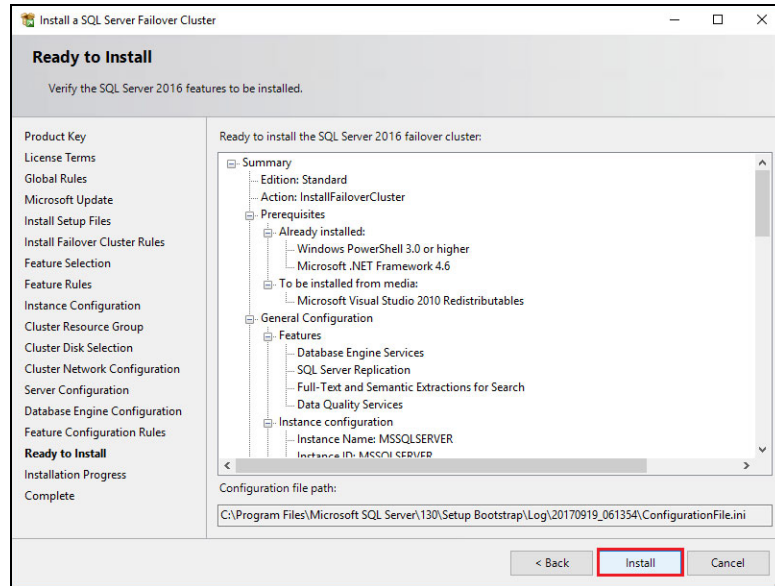 Install a SQL Server Failover Cluster
Ready to Install
Verify the SQL Server 2016 features to be installed.
Product Key
License Terms
Global Rules
Microsoft Update
Install Setup Files
Install Failover Cluster Rules
Feature Selection
Feature Rules
Instance Configuration
Cluster Resource Group
Cluster Disk Selection
Cluster Network Configuration
Server Configuration
Database Engine Configuration
Feature Configuration Rules
Ready to Install
Installation Progress
Complete
Ready to install the SQL Server 2016 failover cluster:
Summary
Edition: Standard
Action: InstallFailoverCluster
Prerequisites
Already installed:
Windows PowerShell 3.0 or higher
Microsoft .NET Framework 4.6
To be installed from media:
Microsoft Visual Studio 2010 Redistributables
General Configuration
Features
Database Engine Services
SQL Server Replication
Full-Text and Semantic Extractions for Search
Data Quality Services
Instance configuration
Instance Name: MSSQLSERVER
Instance ID: MSSQLSERVER
Configuration file path:
C:\Program Files\Microsoft SQL Server\130\Setup Bootstrap\Log\20170919_061354\ConfigurationFile.ini
< Back
Install
Cancel